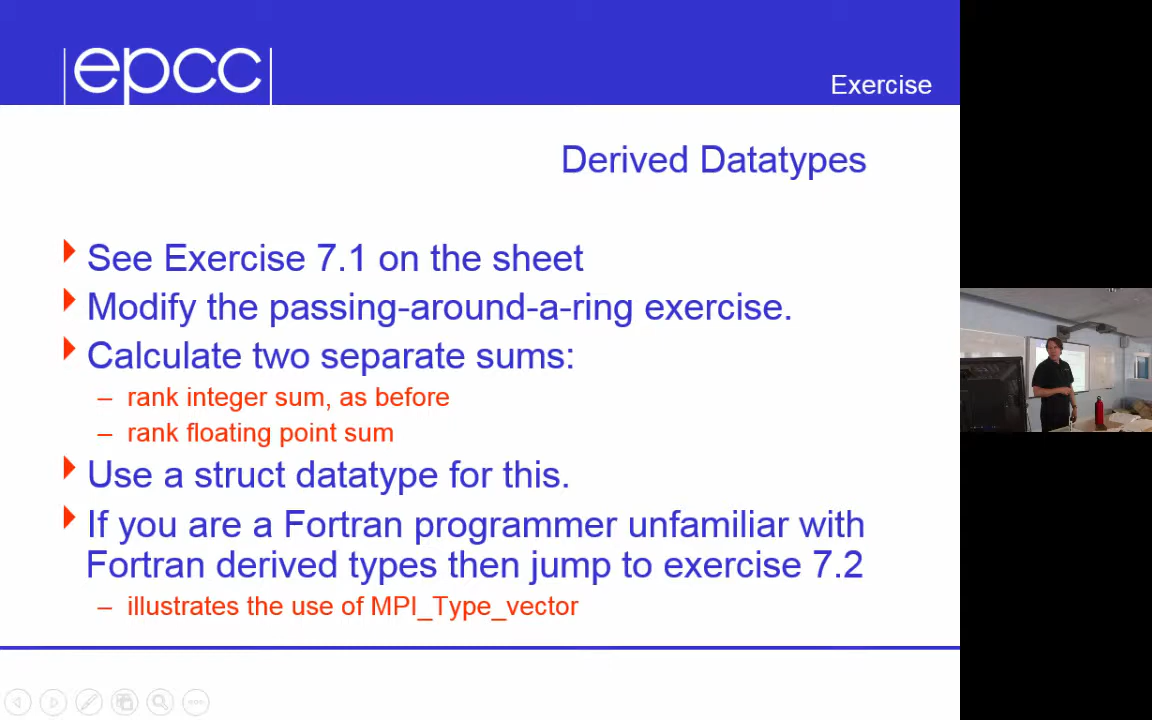 |epcc|
Exercise
Derived Datatypes
See Exercise 7.1 on the sheet
Modify the passing-around-a-ring exercise.
Calculate two separate sums:
– rank integer sum, as before
– rank floating point sum
Use a struct datatype for this.
If you are a Fortran programmer unfamiliar with
Fortran derived types then jump to exercise 7.2
– illustrates the use of MPI_Type_vector